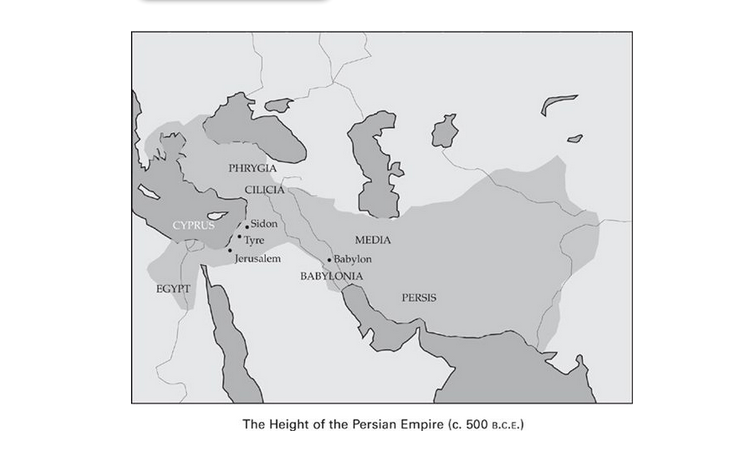 PHRYGIA
CILICIA
CYPRUS
Sidon
Tyre
MEDIA
Jerusalem
Babylon
BABYLONIA
EGYPT
PERSIS
The Height of the Persian Empire (c. 500 B.C.E.)